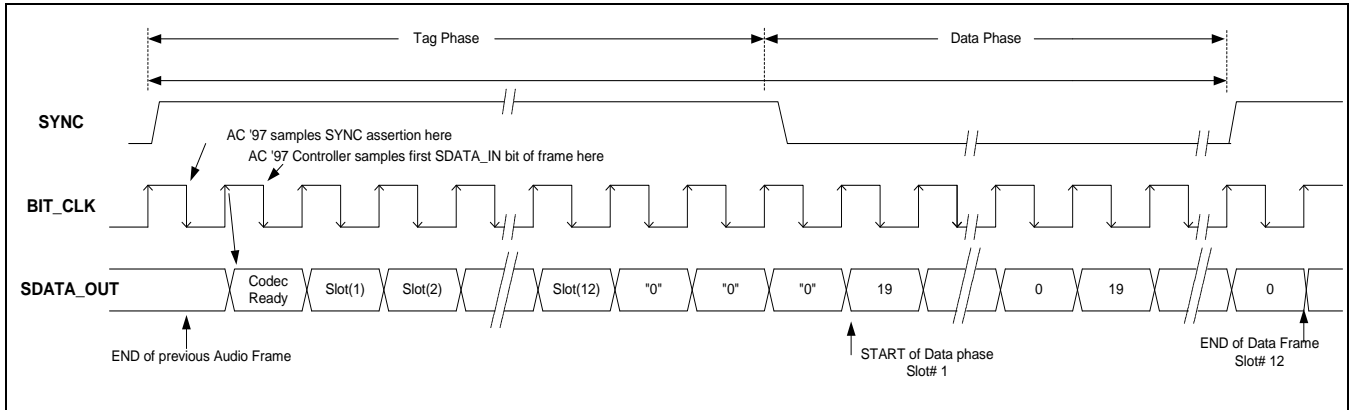 Tag Phase
Data Phase
SYNC
AC '97 samples SYNC assertion here
AC '97 Controller samples first SDATA_IN bit of frame here
BIT_CLK
SDATA_OUT
Codec
Ready
Slot(1)
Slot(2)
Slot(12)
"0"
"0"
"0"
19
0
19
0
END of previous Audio Frame
START of Data phase
Slot# 1
END of Data Frame
Slot# 12